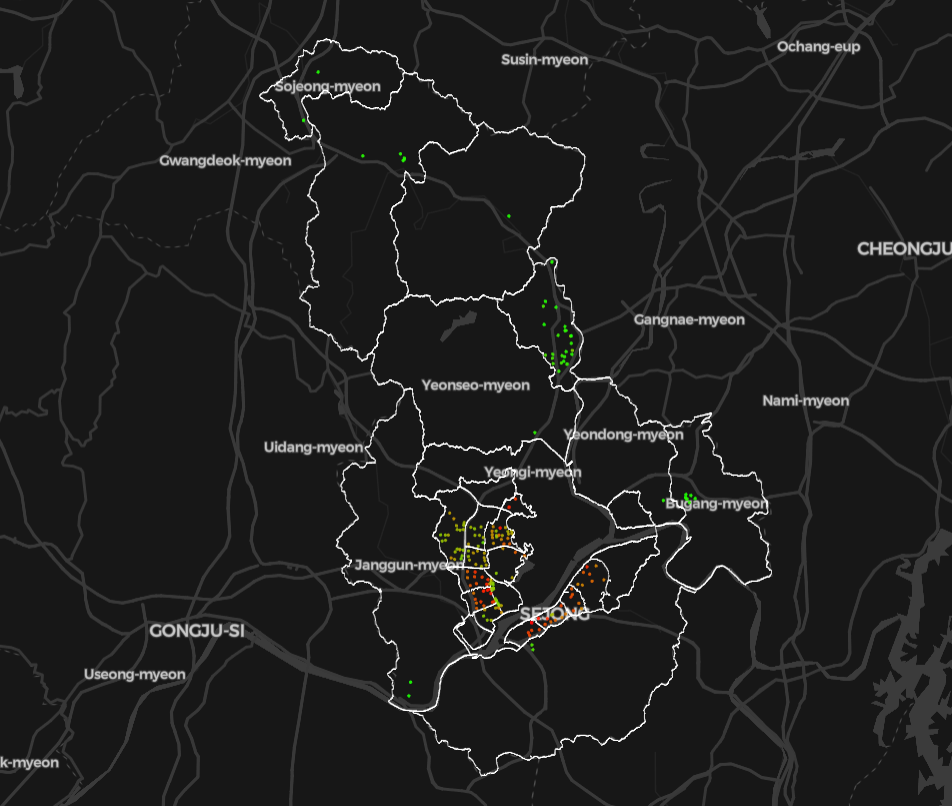 Ochang-eup
Susin-myeon
Sojeong-myeon
Gwangdeok-myeon
CHEONGJU
Gangnae-myeon
Yeonseo-myeon
Nami-myeon
Yeondong-myeon
Uidang-myeon
Yeongi-myeon
Bugang-myeon
Janggun-myeon
SEJONG
GONGJU-SI
Useong-myeon
k-myeon